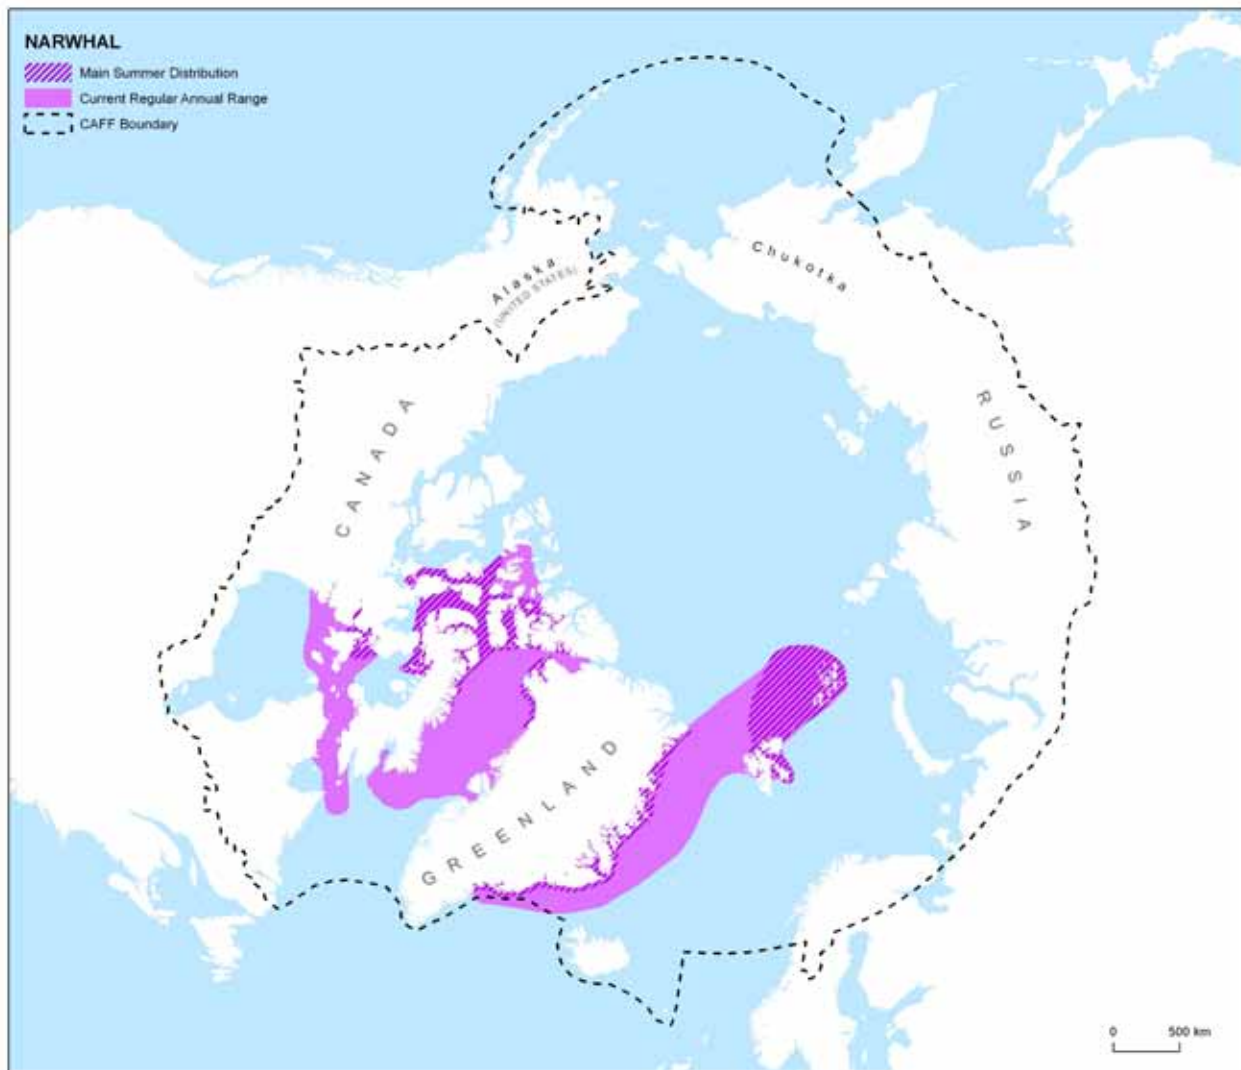 NARWHAL
Main Summer Distribution
Current Regular Annual Range
CAFF Boundary
Chukotka
Alaska
(UNITED STATES)
CANADA
RUSSIA
GREENLAND
0 500 km